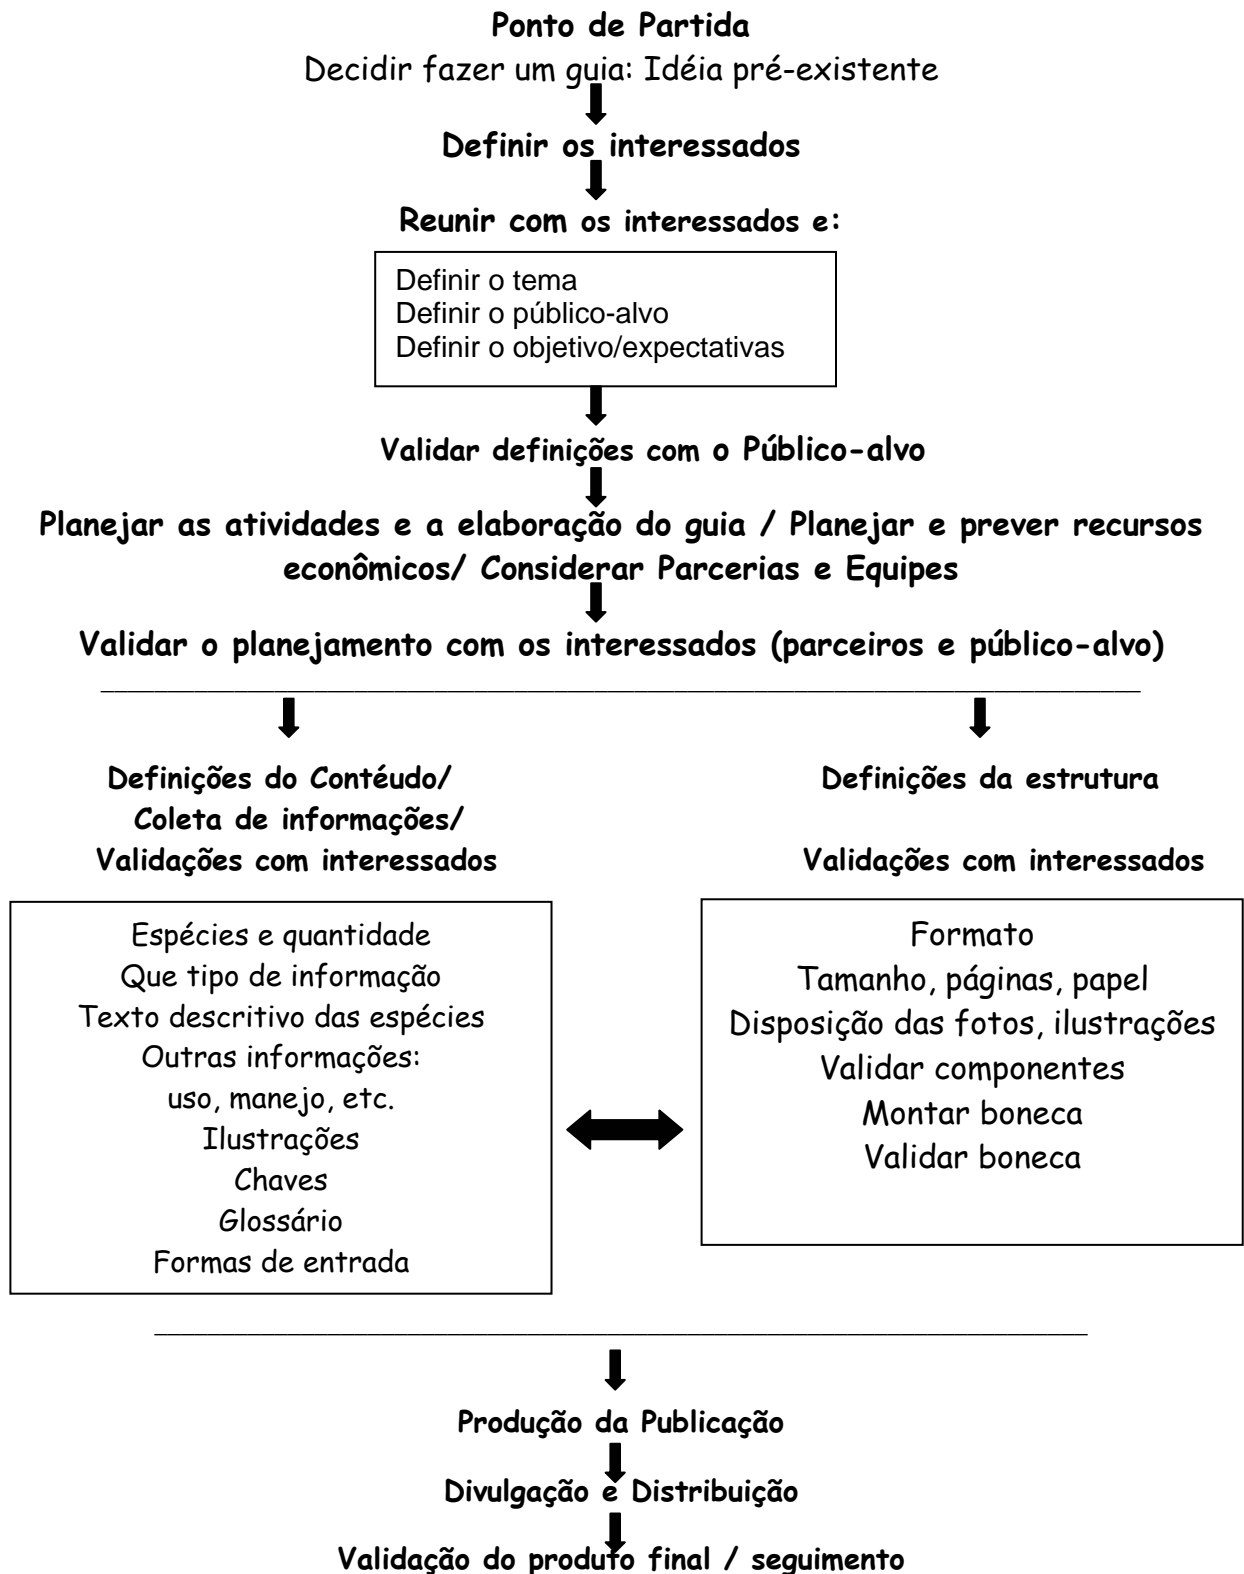 Ponto de Partida
Decidir fazer um guia: Idéia pré-existente
Definir os interessados
Reunir com os interessados e:
Definir o tema
Definir o público-alvo
Definir o objetivo/expectativas
Validar definições com o Público-alvo
Planejar as atividades e a elaboração do guia / Planejar e prever recursos
econômicos/ Considerar Parcerias e Equipes
Validar o planejamento com os interessados (parceiros e público-alvo)
Definições do Contéudo/
Coleta de informações/
Validações com interessados
Espécies e quantidade
Que tipo de informação
Texto descritivo das espécies
Outras informações:
uso, manejo, etc.
Ilustrações
Chaves
Glossário
Formas de entrada
Definições da estrutura
Validações com interessados
Formato
Tamanho, páginas, papel
Disposição das fotos, ilustrações
Validar componentes
Montar boneca
Validar boneca
Produção da Publicação
Divulgação e Distribuição
Validação do produto final / seguimento